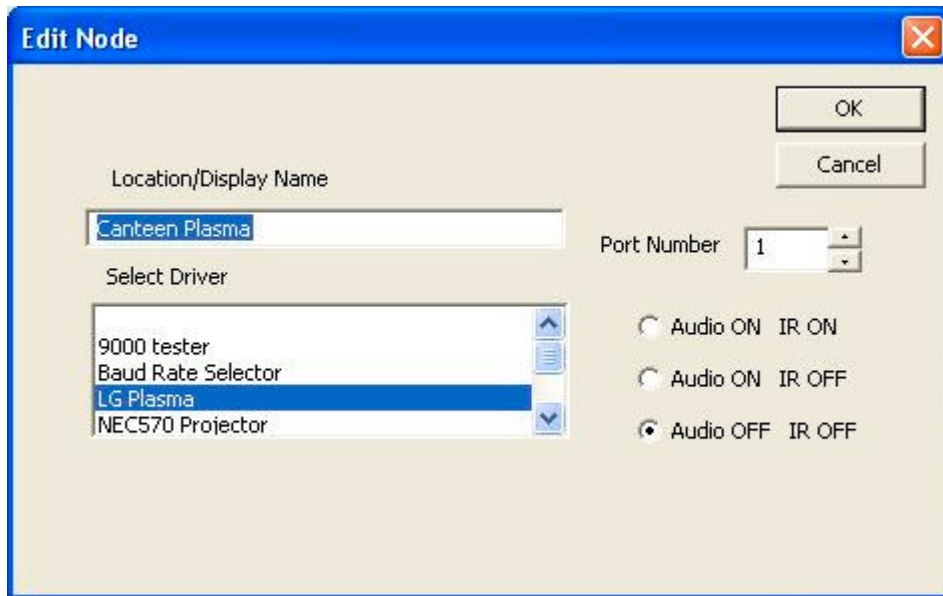 Edit Node
OK
Cancel
Location/Display Name
Canteen Plasma
Port Number 1
Select Driver
9000 tester
Baud Rate Selector
LG Plasma
NEC570 Projector
Audio ON IR ON
Audio ON IR OFF
Audio OFF IR OFF